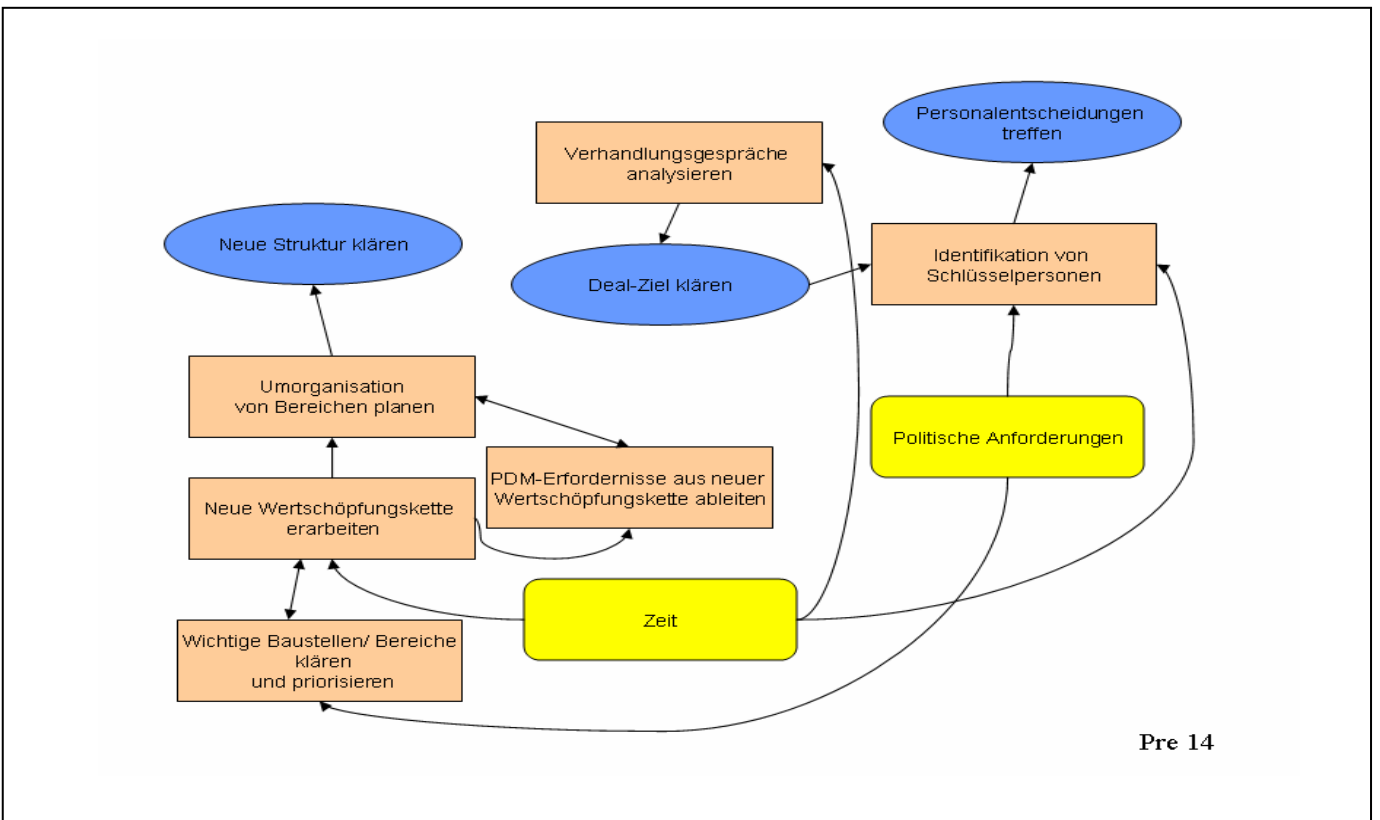 Personalentscheidungen
treffen
Verhandlungsgespräche
analysieren
Neue Struktur klären
Identifikation von
Schlüsselpersonen
Deal-Ziel klären
Umorganisation
von Bereichen planen
Politische Anforderungen
PDM-Erfordernisse aus neuer
Wertschöpfungskette ableiten
Neue Wertschöpfungskette
erarbeiten
Zeit
Wichtige Baustellen/ Bereiche
klären
und priorisieren
Pre 14